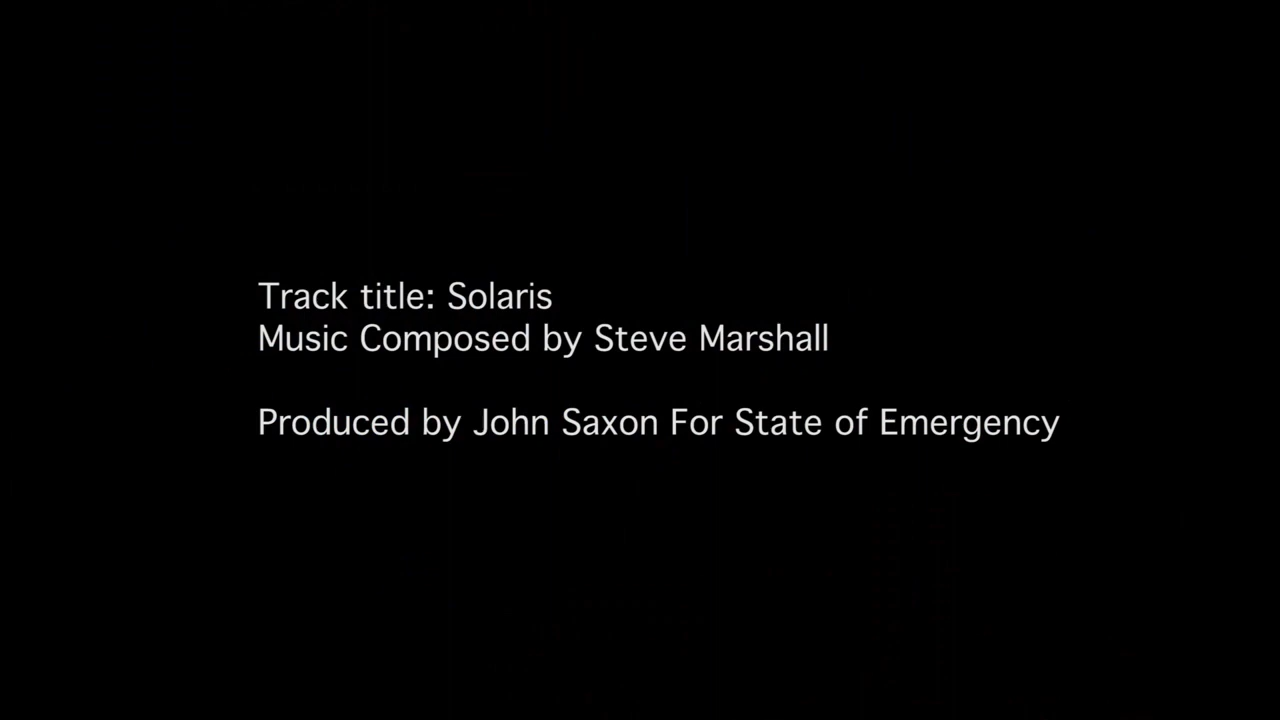 Track title: Solaris
Music Composed by Steve Marshall
Produced by John Saxon For State of Emergency